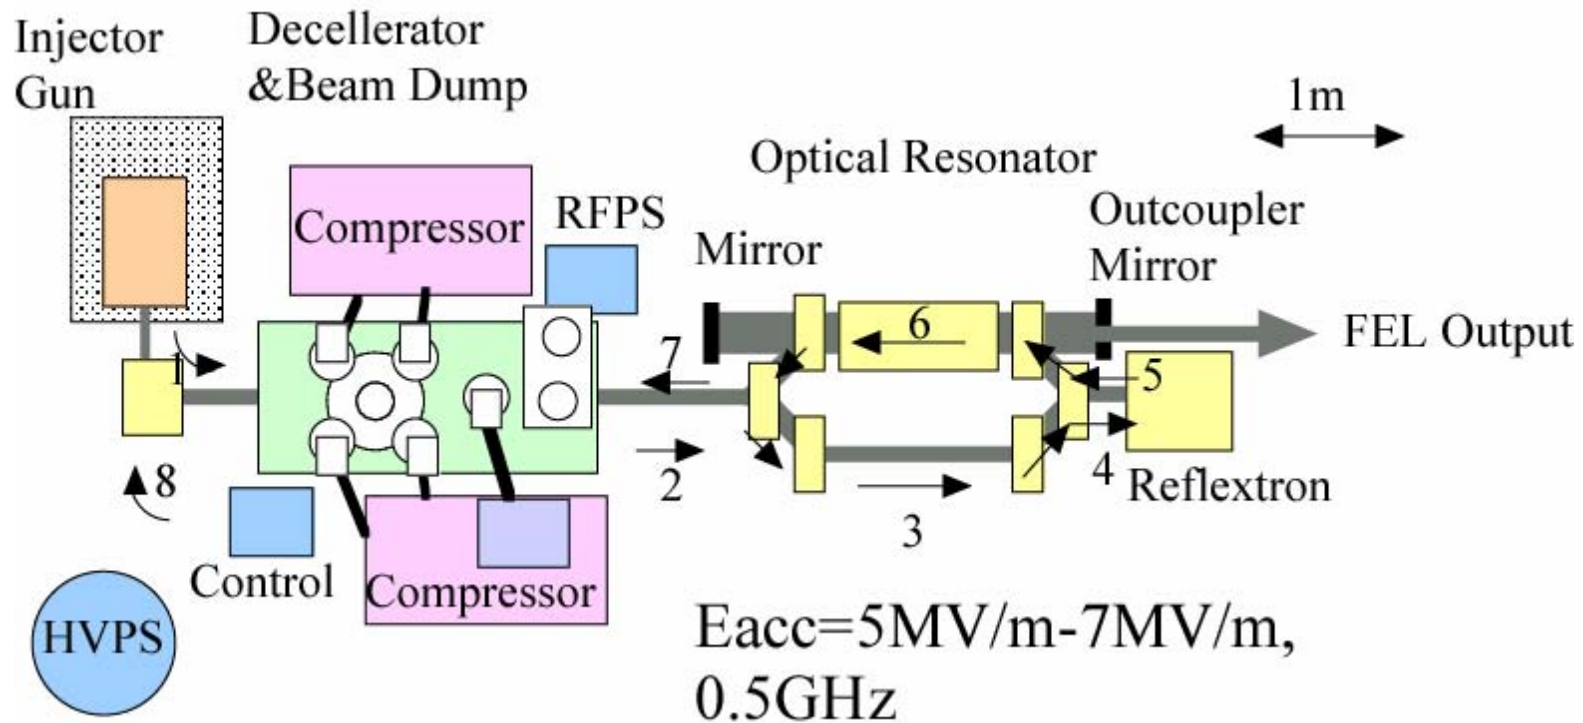 Injector
Gun
Decellerator
&Beam Dump
1m
Optical Resonator
Compressor
RFPS
Outcoupler
Mirror
Mirror
6
FEL Output
7
1
5
8
2
4
Reflextron
3
Control
Compressor
HVPS
Eacc=5MV/m-7MV/m,
0.5GHz